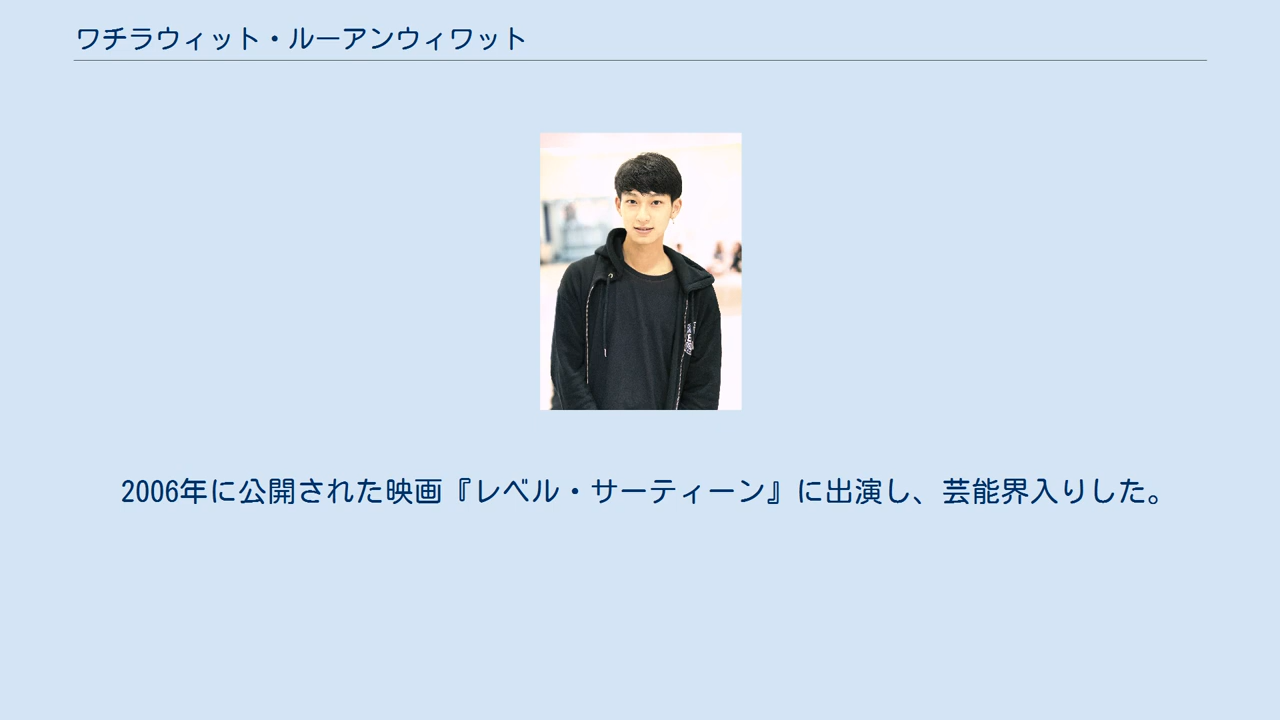 ワチラウィット・ルーアンウィワット
2006年に公開された映画『レベル・サーティーン』に出演し、芸能界入りした。